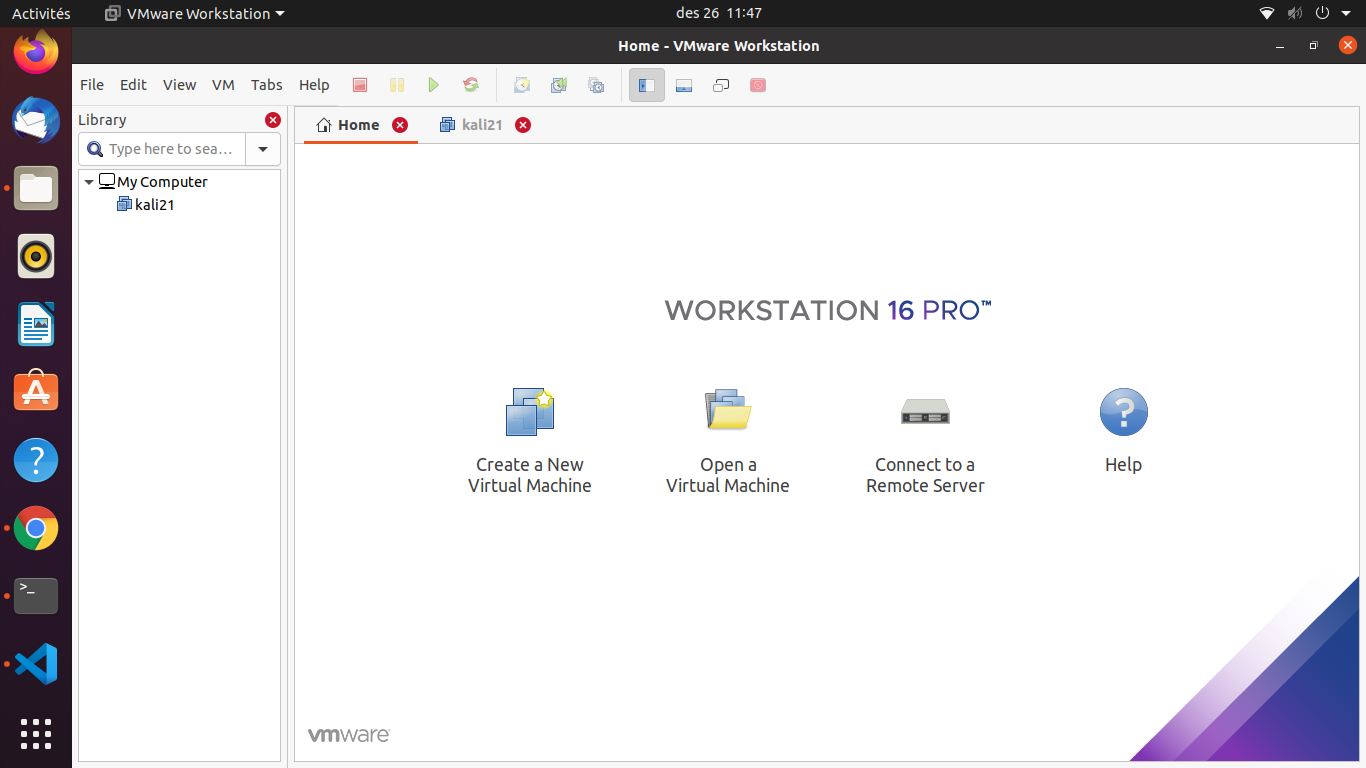 Activités
VMware Workstation
des 26 11:47
Home - VMware Workstation
File Edit View VM Tabs Help
Library
Type here to sea…
My Computer
kali21
Home
kali21
WORKSTATION 16 PRO™
Create a New
Virtual Machine
Open a
Virtual Machine
Connect to a
Remote Server
Help
vmware